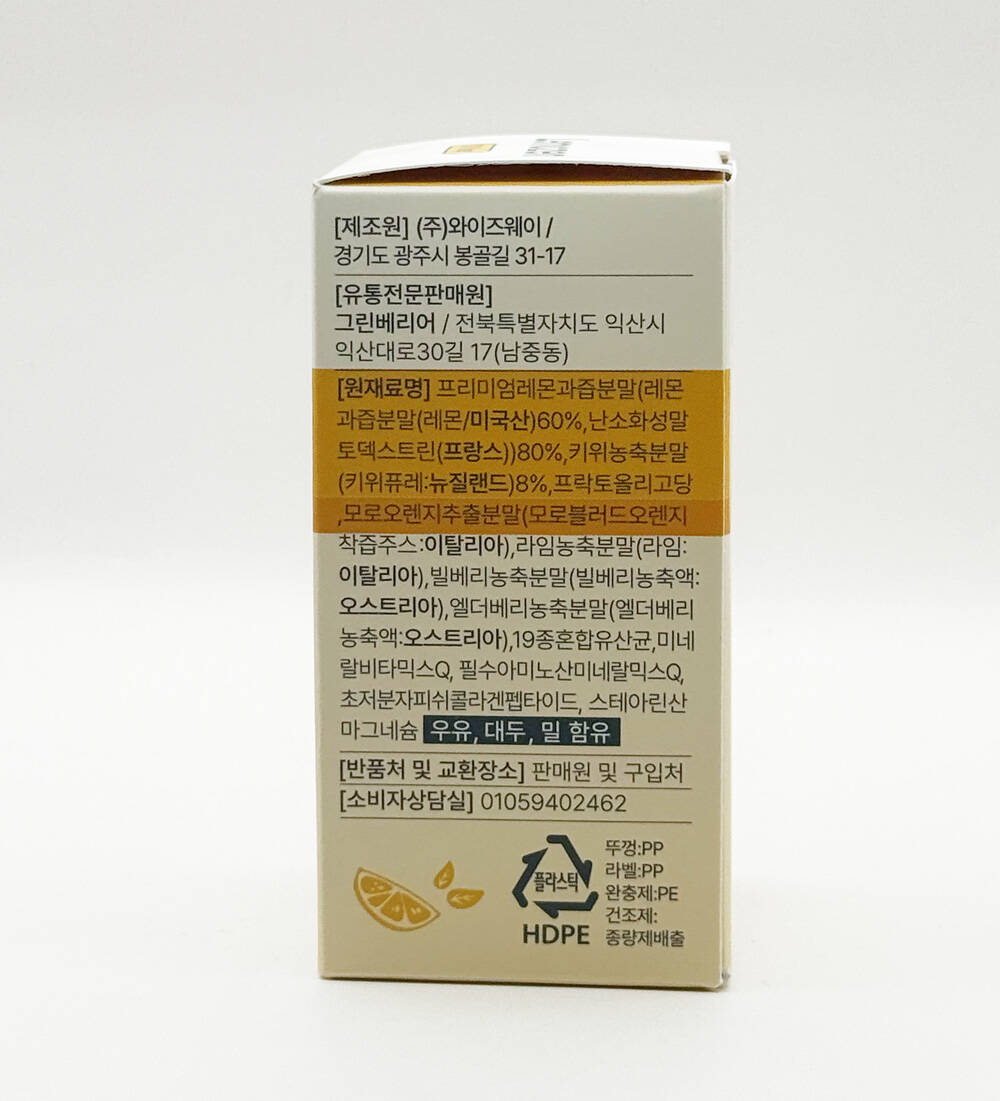 [제조원] (주)와이즈웨이 /
경기도 광주시 봉골길 31-17
[유통전문판매원]
그린베리어 / 전북특별자치도 익산시
익산대로30길 17(남중동)
[원재료명] 프리미엄레몬과즙분말(레몬
과즙분말(레몬/미국산)60%,난소화성말
토덱스트린(프랑스))80%,키위농축분말
(키위퓨레:뉴질랜드)8%,프락토올리고당
,모로오렌지추출분말(모로블러드오렌지
착즙주스:이탈리아),라임농축분말(라임:
이탈리아),빌베리농축분말(빌베리농축액:
오스트리아),엘더베리농축분말(엘더베리
농축액:오스트리아),19종혼합유산균,미네
랄비타믹스Q, 필수아미노산미네랄믹스Q,
초저분자피쉬콜라겐펩타이드, 스테아린산
마그네슘 우유, 대두, 밀 함유
[반품처 및 교환장소] 판매원 및 구입처
[소비자상담실] 01059402462
플라스틱
HDPE
뚜껑:PP
라벨:PP
완충제:PE
건조제:
종량제배출